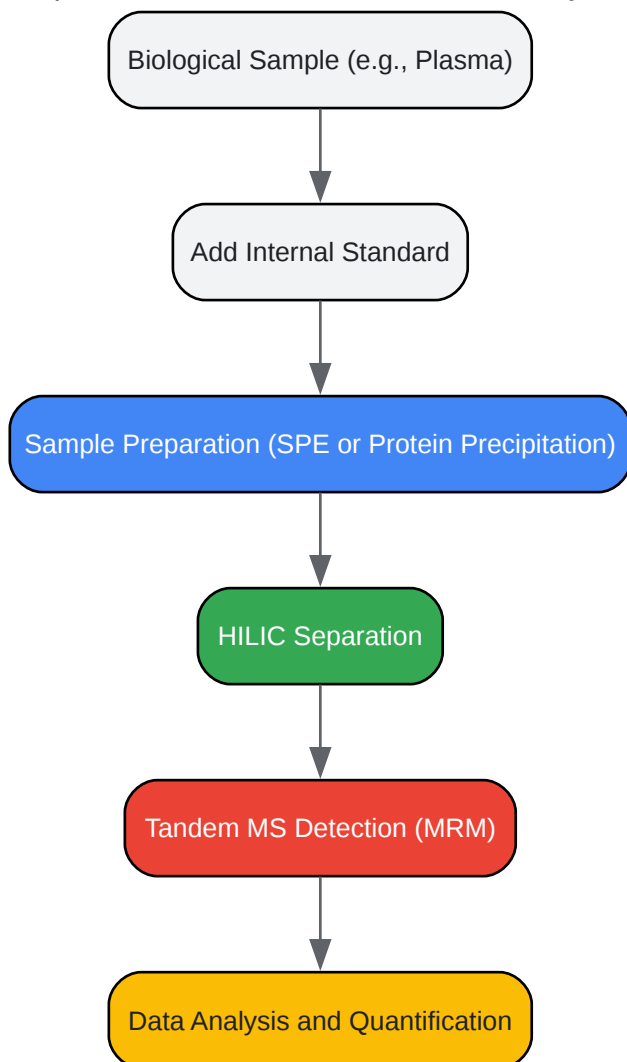 Biological Sample (e.g., Plasma)
Add Internal Standard
Sample Preparation (SPE or Protein Precipitation)
HILIC Separation
Tandem MS Detection (MRM)
Data Analysis and Quantification